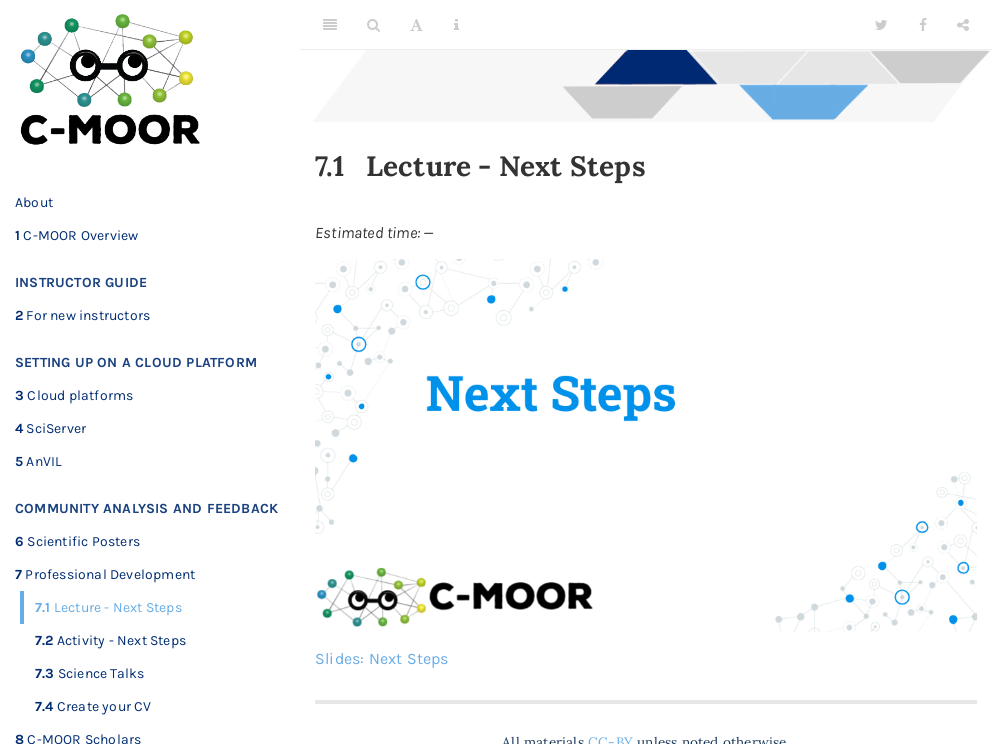 C-MOOR
About
1 C-MOOR Overview
INSTRUCTOR GUIDE
2 For new instructors
SETTING UP ON A CLOUD PLATFORM
3 Cloud platforms
4 SciServer
5 AnVIL
COMMUNITY ANALYSIS AND FEEDBACK
6 Scientific Posters
7 Professional Development
7.1 Lecture - Next Steps
7.2 Activity - Next Steps
7.3 Science Talks
7.4 Create your CV
8 C-MOOR Scholars
A
7.1 Lecture - Next Steps
Estimated time: —
Next Steps
C-MOOR
Slides: Next Steps
All materials CC-BY unless noted otherwise